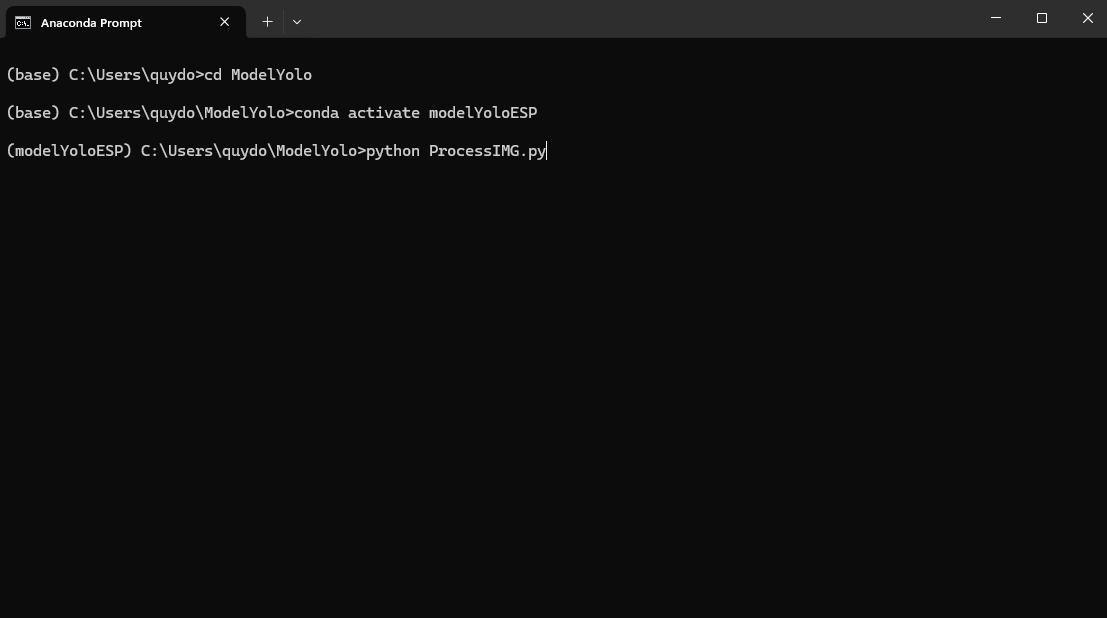 Anaconda Prompt
(base) C:\Users\quydo>cd ModelYolo
(base) C:\Users\quydo\ModelYolo>conda activate modelYoloESP
(modelYoloESP) C:\Users\quydo\ModelYolo>python ProcessIMG.py